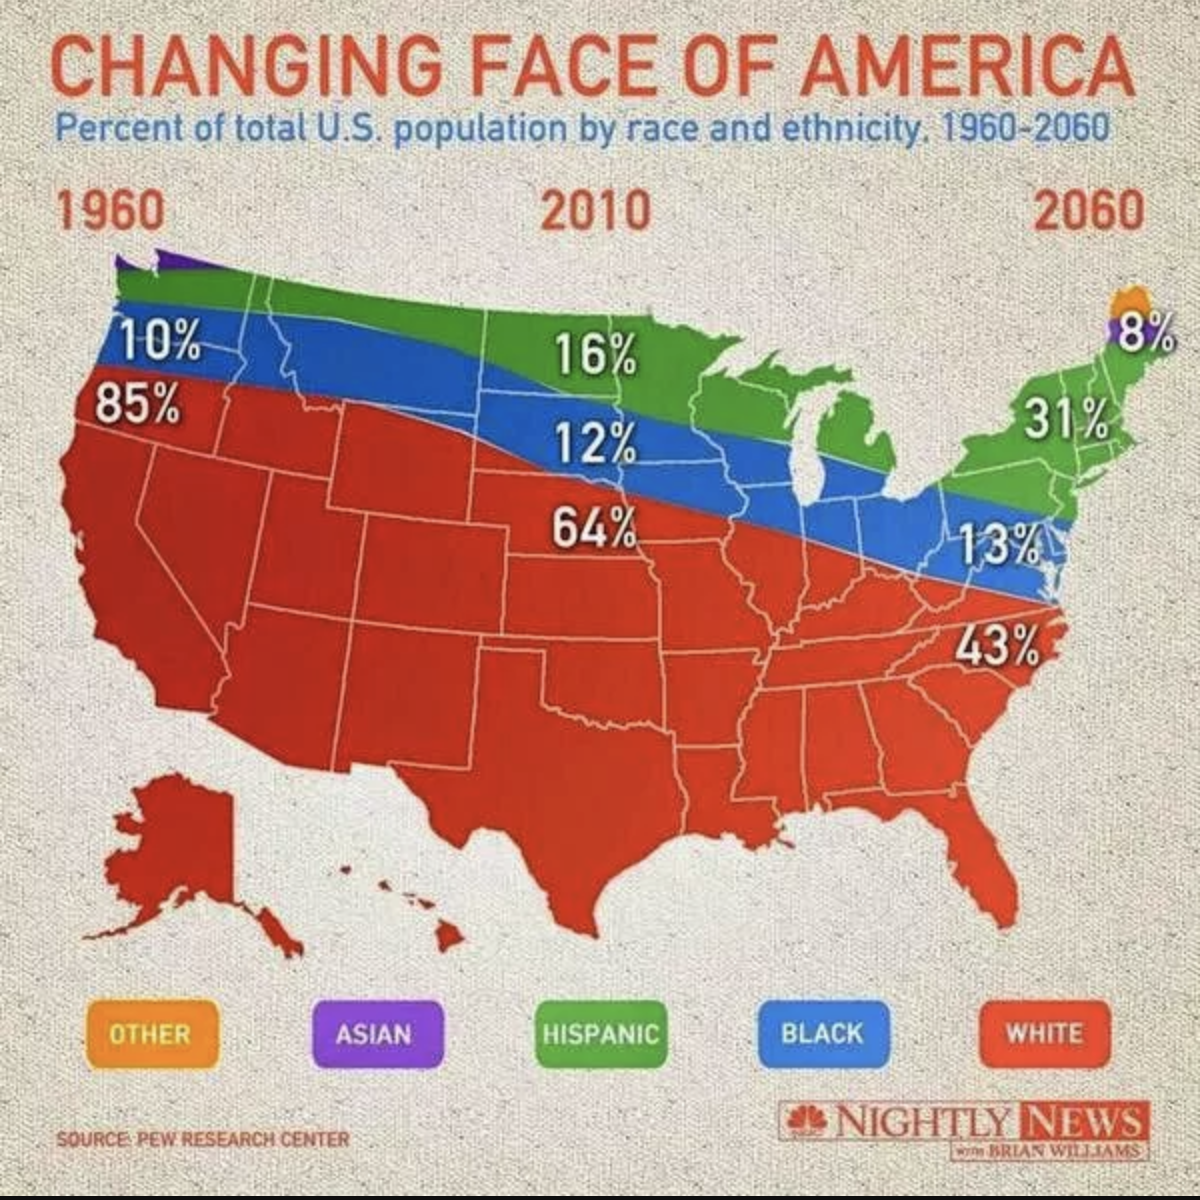 CHANGING FACE OF AMERICA
Percent of total U.S. population by race and ethnicity, 1960-2060
1960 2010 2060
10% 16% 8%
85% 12% 31%
64% 13%
43%
OTHER ASIAN HISPANIC BLACK WHITE
SOURCE: PEW RESEARCH CENTER
NIGHTLY NEWS
WITH BRIAN WILLIAMS